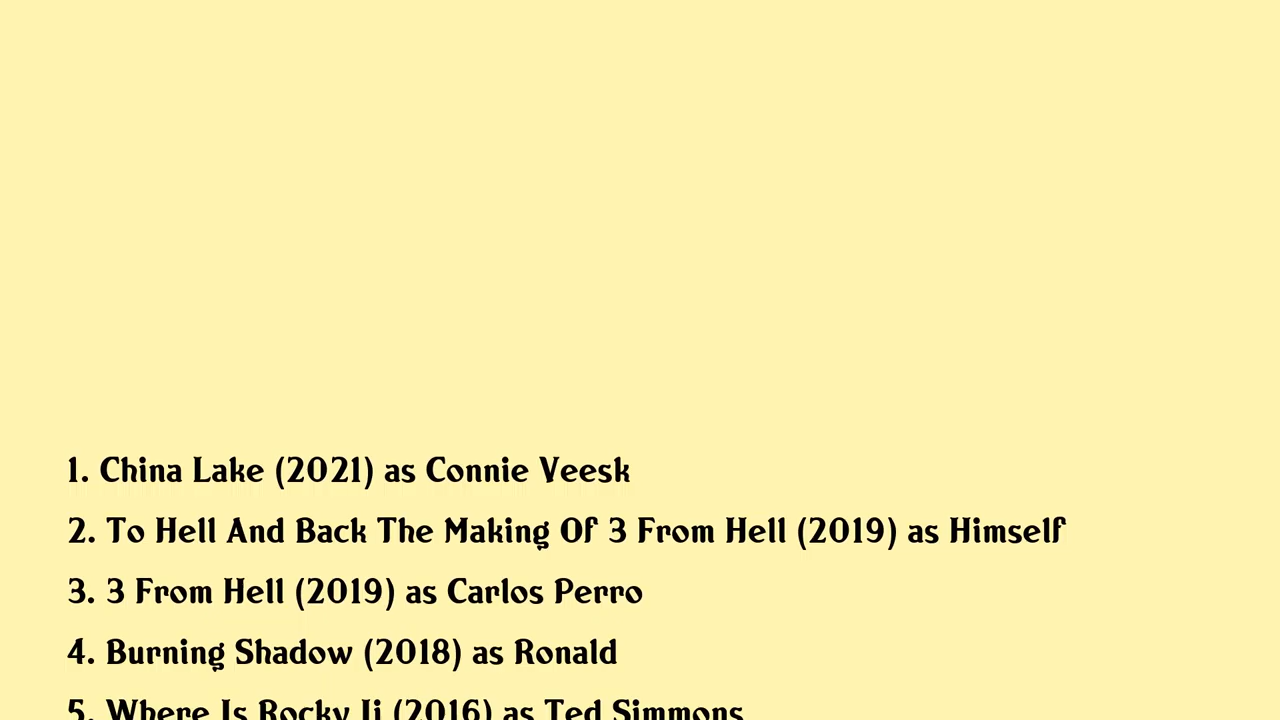 1. China Lake (2021) as Connie Veesk
2. To Hell And Back The Making Of 3 From Hell (2019) as Himself
3. 3 From Hell (2019) as Carlos Perro
4. Burning Shadow (2018) as Ronald
5. Where Is Rocky Ii (2016) as Ted Simmons